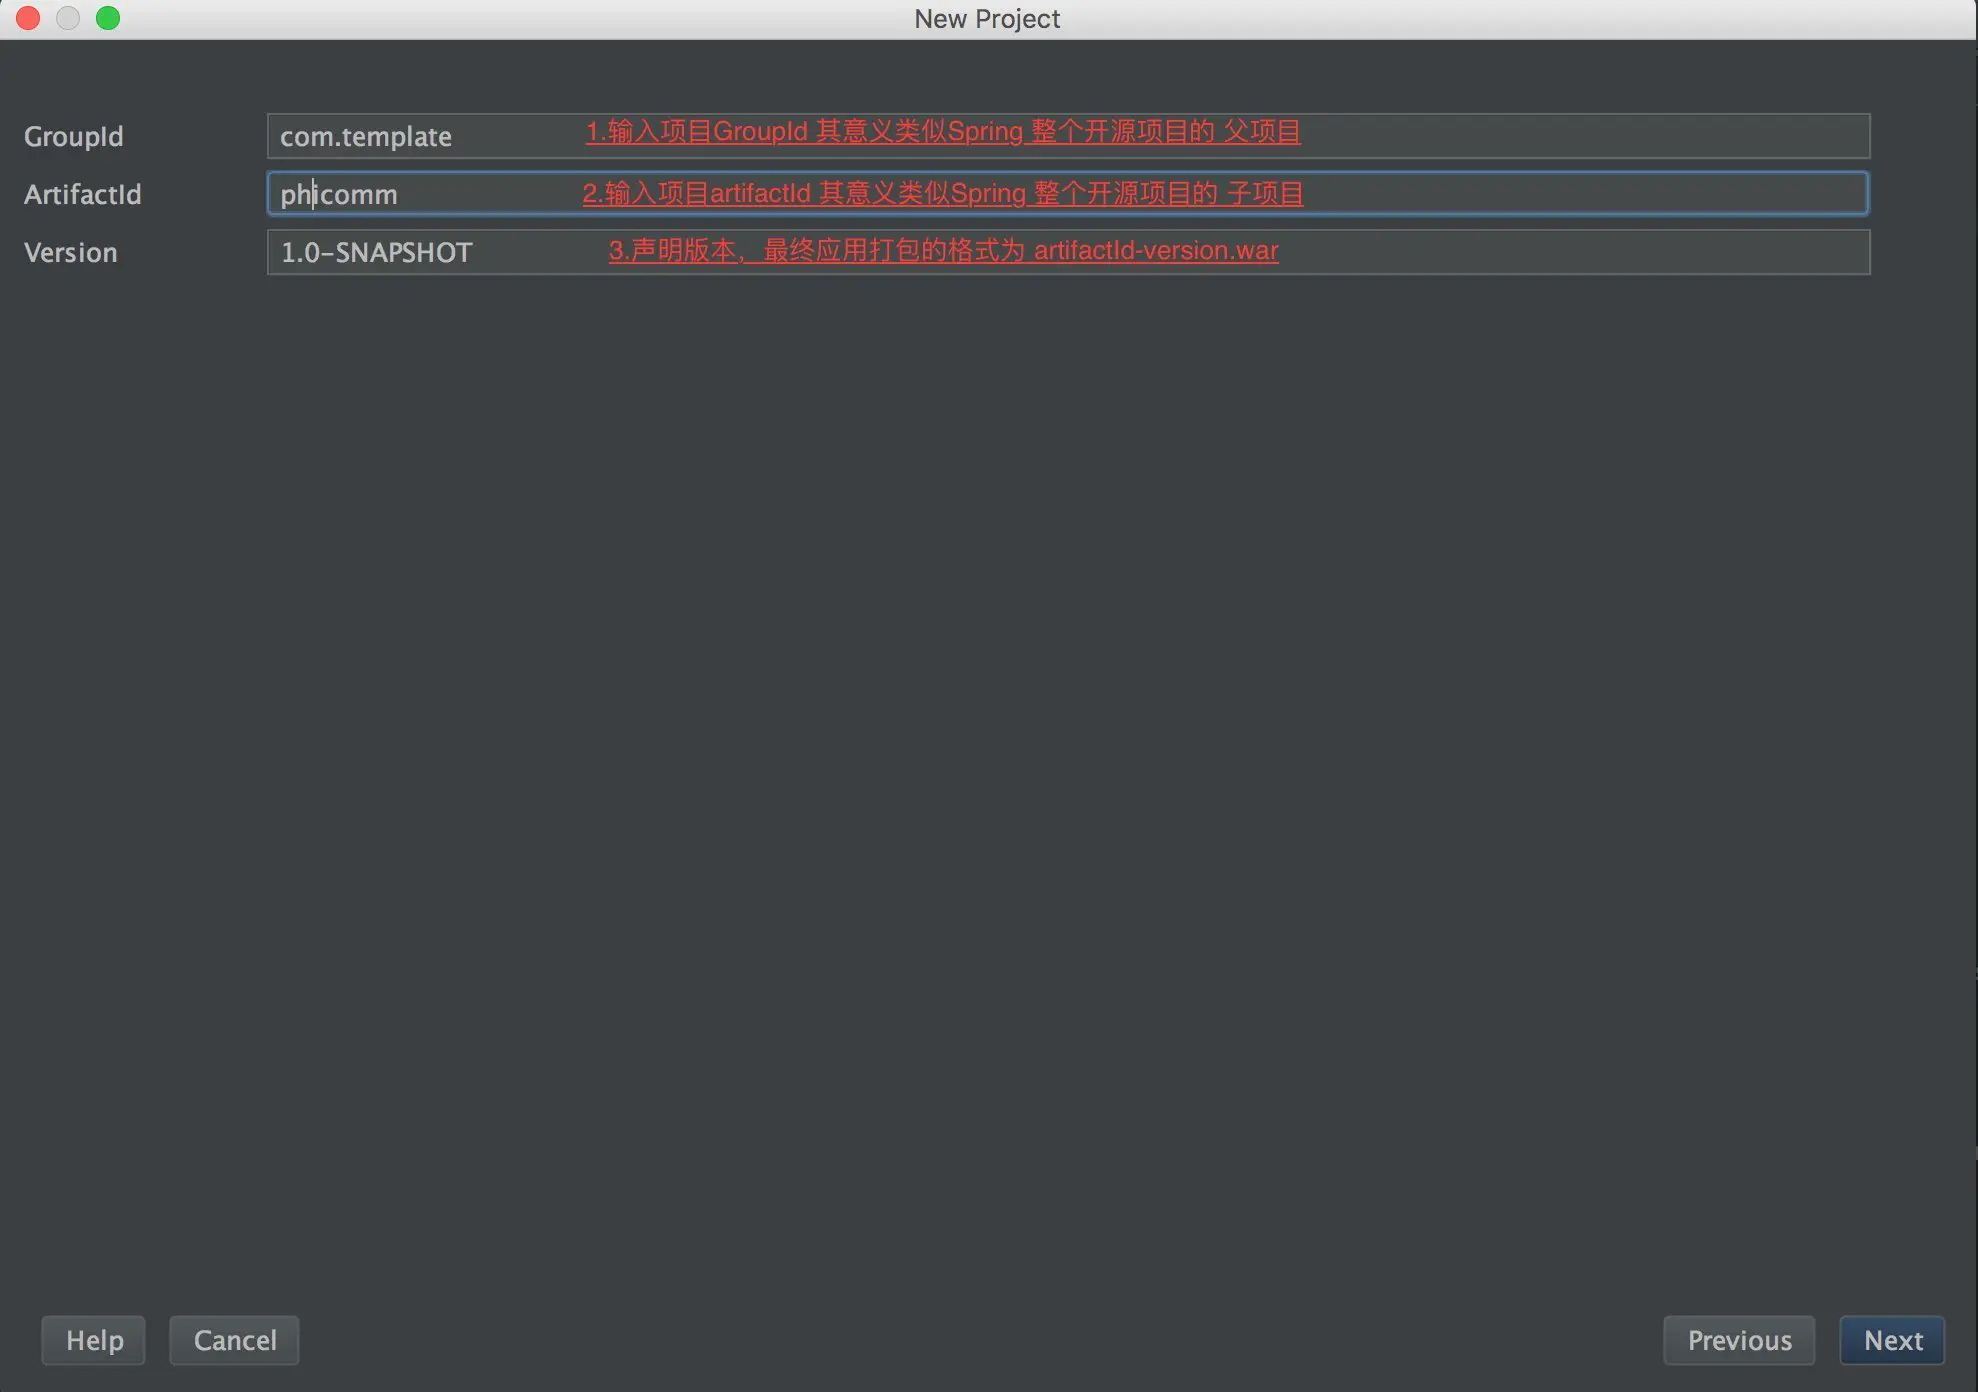 New Project
GroupId com.template 1.输入项目GroupId 其意义类似Spring 整个开源项目的 父项目
ArtifactId phicomm 2.输入项目artifactId 其意义类似Spring 整个开源项目的 子项目
Version 1.0-SNAPSHOT 3.声明版本，最终应用打包的格式为 artifactId-version.war
Help Cancel Previous Next